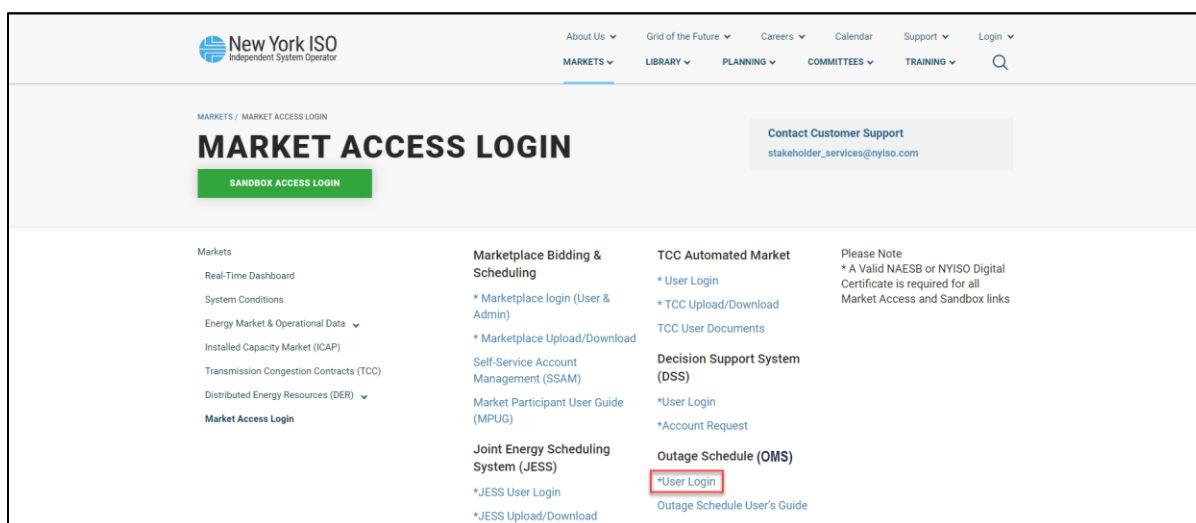 New York ISO
Independent System Operator
About Us
Grid of the Future
Careers
Calendar
Support
Login
MARKETS
LIBRARY
PLANNING
COMMITTEES
TRAINING
MARKETS / MARKET ACCESS LOGIN
MARKET ACCESS LOGIN
SANDBOX ACCESS LOGIN
Contact Customer Support
stakeholder_services@nyiso.com
Markets
Real-Time Dashboard
System Conditions
Energy Market & Operational Data
Installed Capacity Market (ICAP)
Transmission Congestion Contracts (TCC)
Distributed Energy Resources (DER)
Market Access Login
Marketplace Bidding &
Scheduling
* Marketplace login (User &
Admin)
* Marketplace Upload/Download
Self-Service Account
Management (SSAM)
Market Participant User Guide
(MPUG)
Joint Energy Scheduling
System (JESS)
*JESS User Login
*JESS Upload/Download
TCC Automated Market
* User Login
* TCC Upload/Download
TCC User Documents
Decision Support System
(DSS)
*User Login
*Account Request
Outage Schedule (OMS)
*User Login
Outage Schedule User's Guide
Please Note
* A Valid NAESB or NYISO Digital
Certificate is required for all
Market Access and Sandbox links